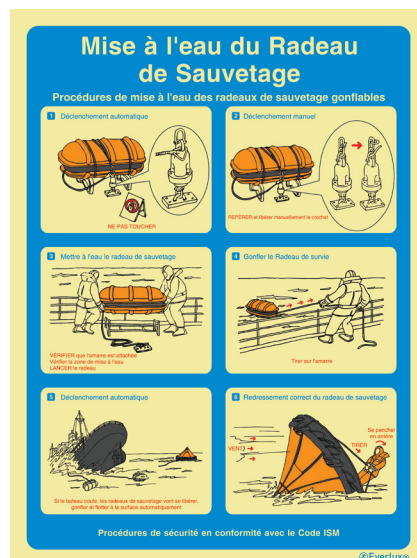 Mise à l'eau du Radeau
de Sauvetage
Procédures de mise à l'eau des radeaux de sauvetage gonflables
1 Déclenchement automatique
NE PAS TOUCHER
2 Déclenchement manuel
REPÉRER et libérer manuellement le crochet
3 Mettre à l'eau le radeau de sauvetage
VÉRIFIER que l'amarre est attachée
Vérifier la zone de mise à l'eau
LANCER le radeau
4 Gonfler le Radeau de survie
Tirer sur l'amarre
5 Déclenchement automatique
Si le bateau coule, les radeaux de sauvetage vont se libérer,
gonfler et flotter à la surface automatiquement
6 Redressement correct du radeau de sauvetage
Se pencher
en arrière
TIRER
VENT
Procédures de sécurité en conformité avec le Code ISM
Everlux®